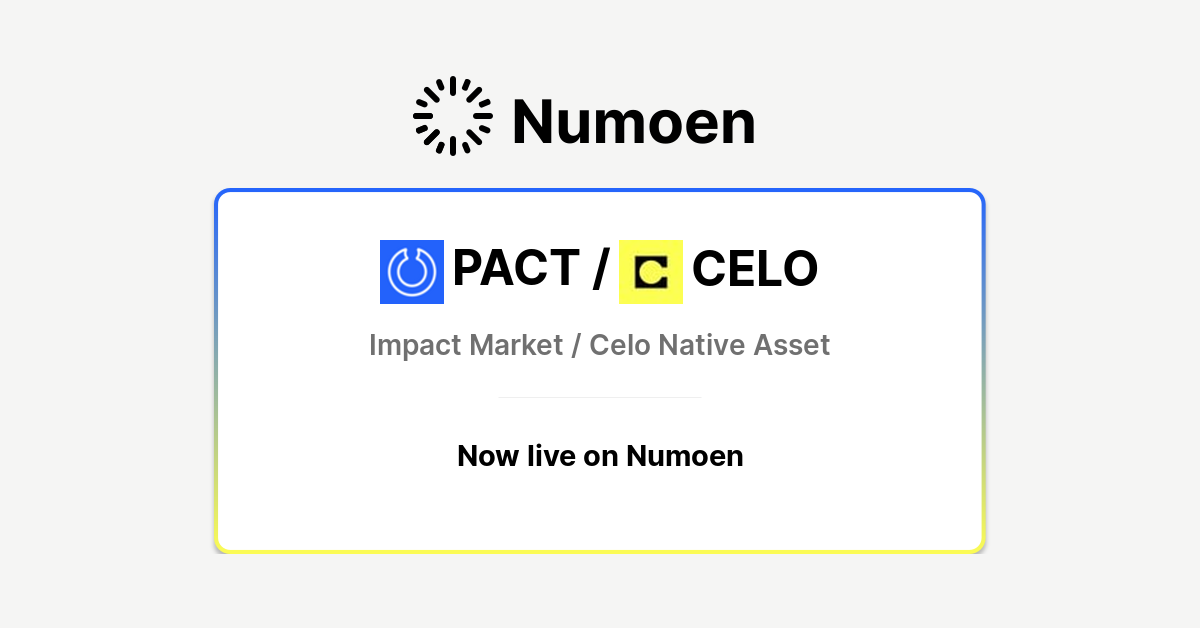 Numoen
PACT / CELO
Impact Market / Celo Native Asset
Now live on Numoen